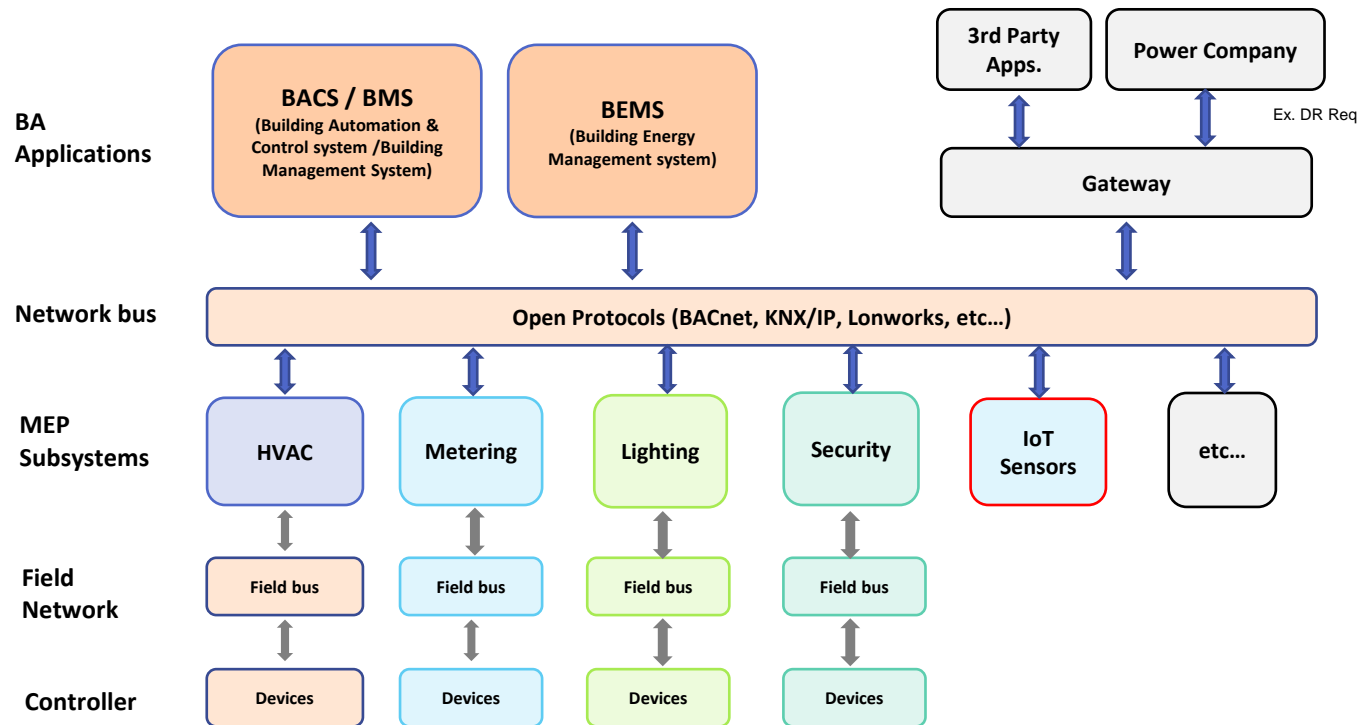 3rd Party
Apps.
Power Company
BA
Applications
BACS / BMS
(Building Automation &
Control system /Building
Management System)
BEMS
(Building Energy
Management system)
Ex. DR Req
Gateway
Network bus
Open Protocols (BACnet, KNX/IP, Lonworks, etc...)
MEP
Subsystems
HVAC
Metering
Lighting
Security
IoT
Sensors
etc...
Field
Network
Field bus
Field bus
Field bus
Field bus
Controller
Devices
Devices
Devices
Devices